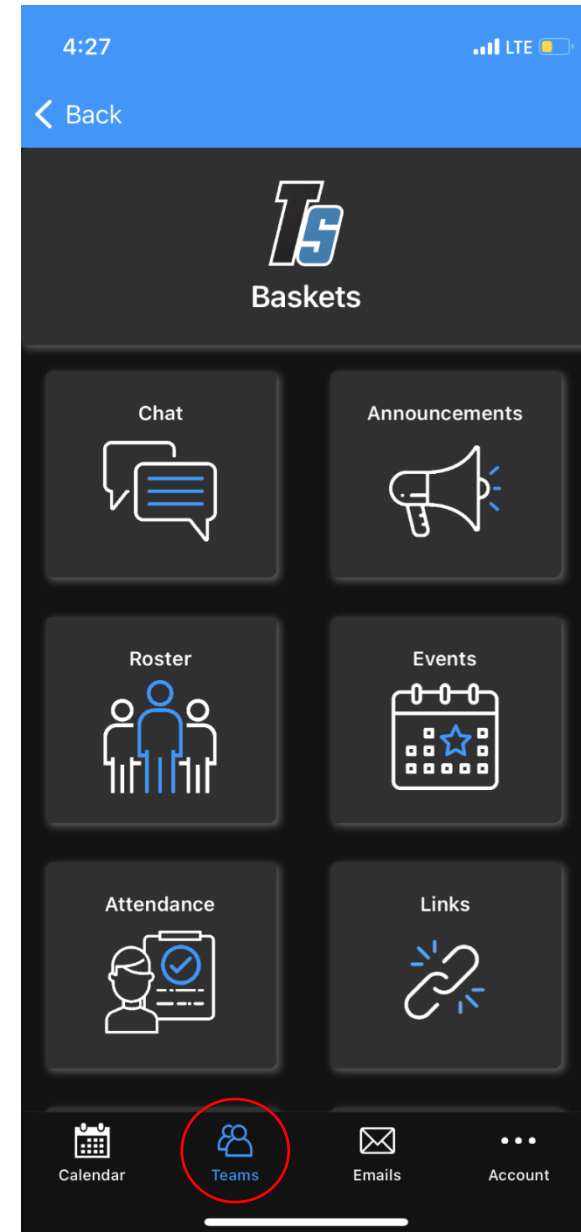 4:27 LTE
Back
TS
Baskets
Chat Announcements
Roster Events
Attendance Links
Calendar Teams Emails Account